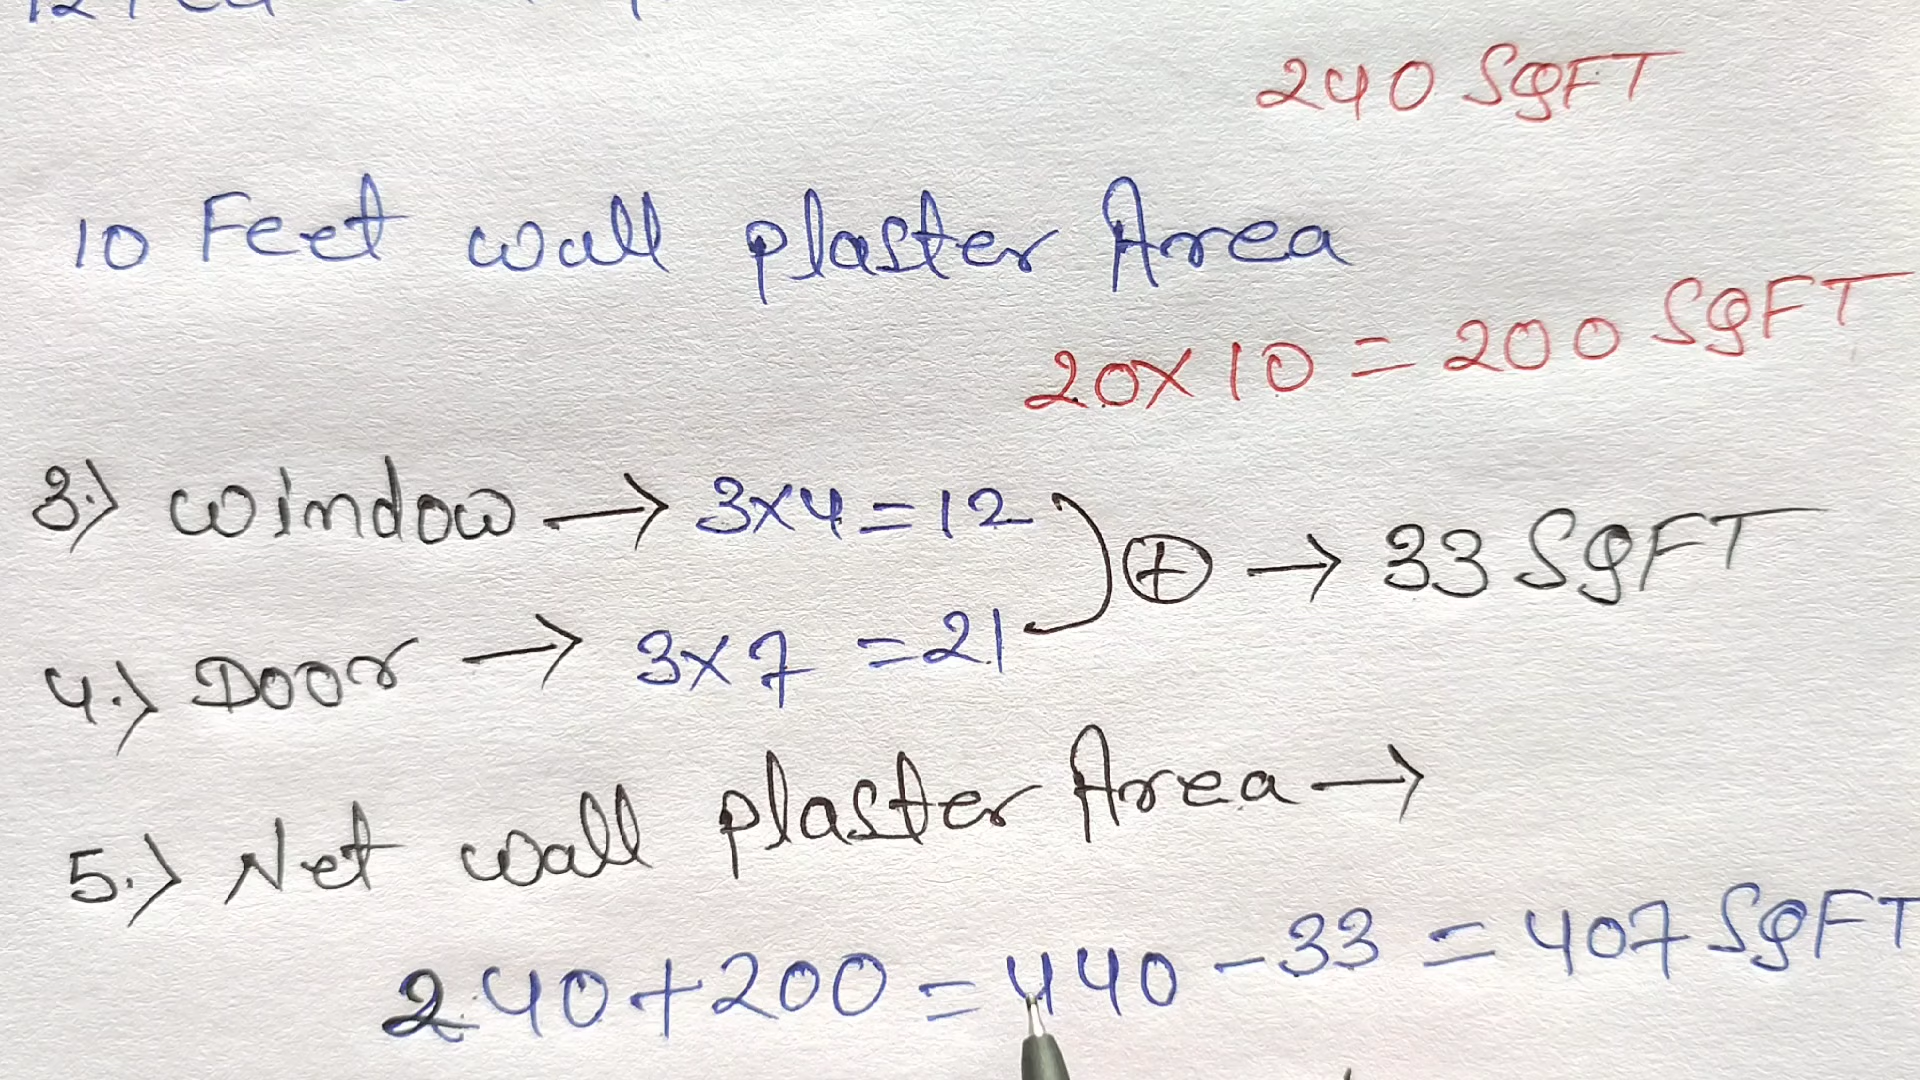 240 SQFT
10 Feet wall plaster Area
20x10 = 200 SQFT
3.) Window → 3x4=12
(+) → 33 SQFT
4.) Door → 3x7 =21
5.) Net wall plaster Area →
240+200 = 440 - 33 = 407 SQFT